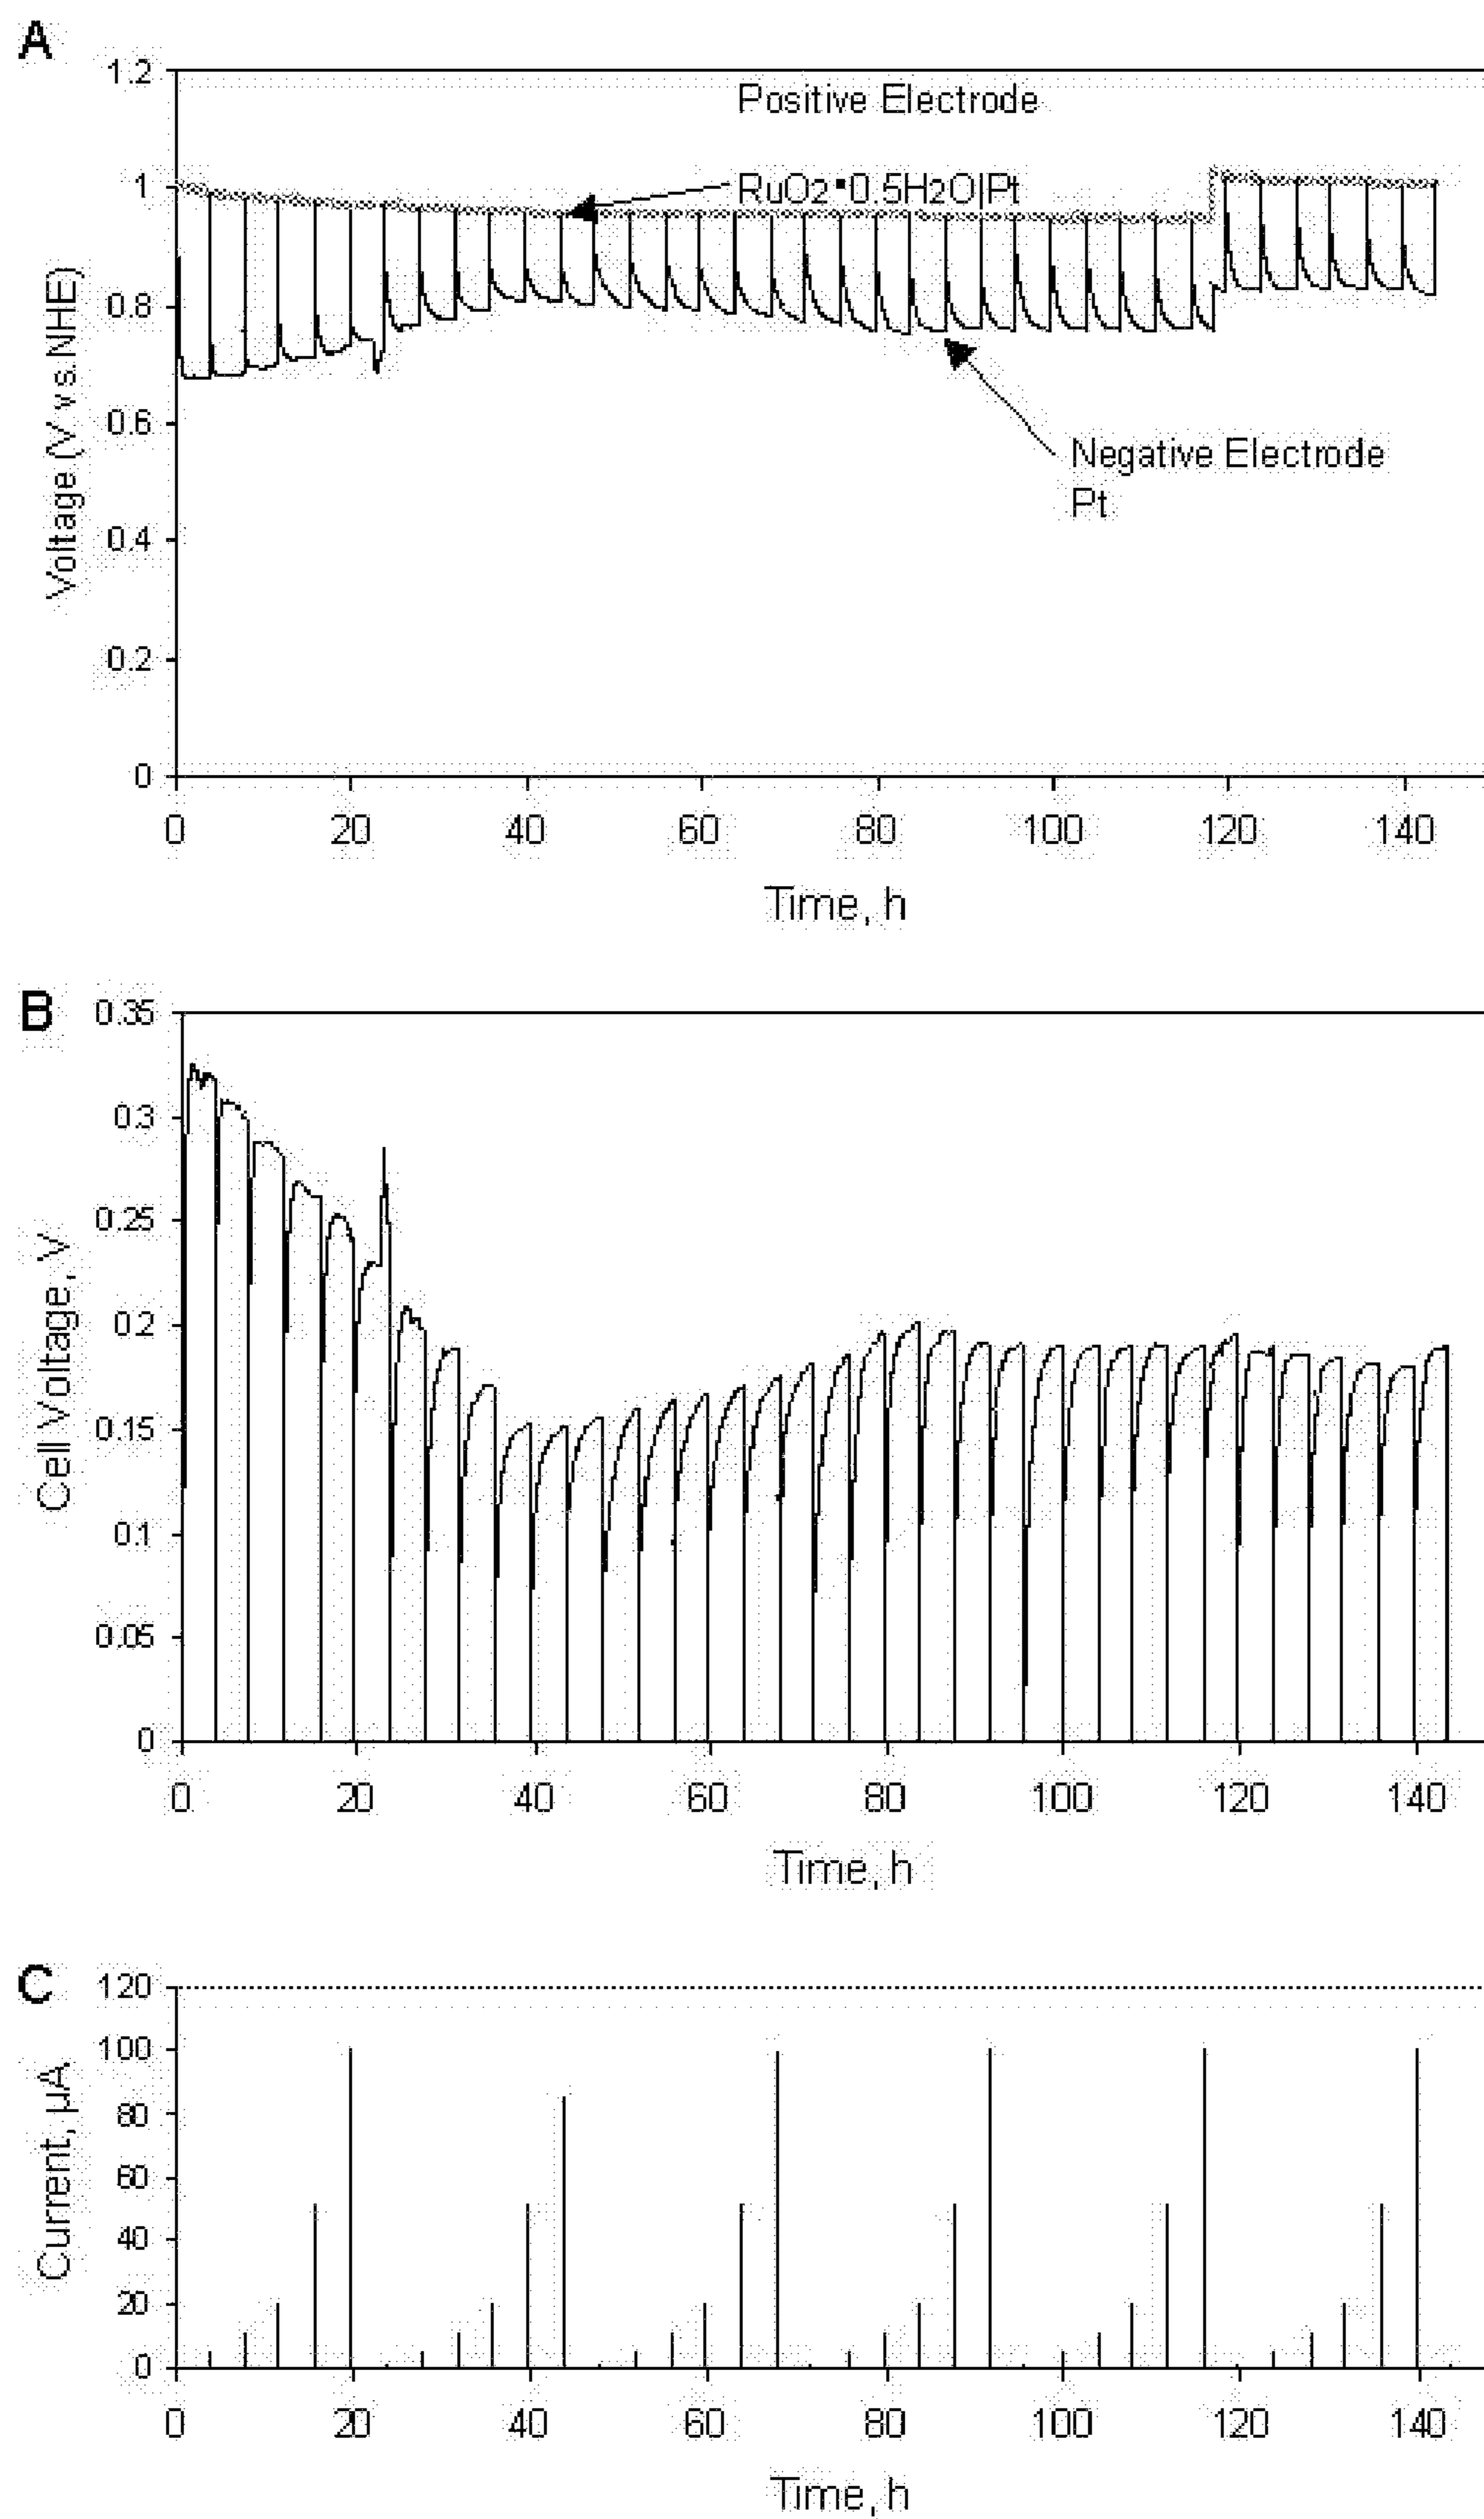 A
1.2
Positive Electrode
1
RuO2▪0.5H2O|Pt
0.8
0.6
Negative Electrode
Pt
0.4
0.2
0
Voltage (V vs. NHE)
0 20 40 60 80 100 120 140
Time, h
B
0.35
0.3
0.25
0.2
0.15
0.1
0.05
0
Cell Voltage, V
0 20 40 60 80 100 120 140
Time, h
C
120
100
80
60
40
20
0
Current, µA
0 20 40 60 80 100 120 140
Time, h